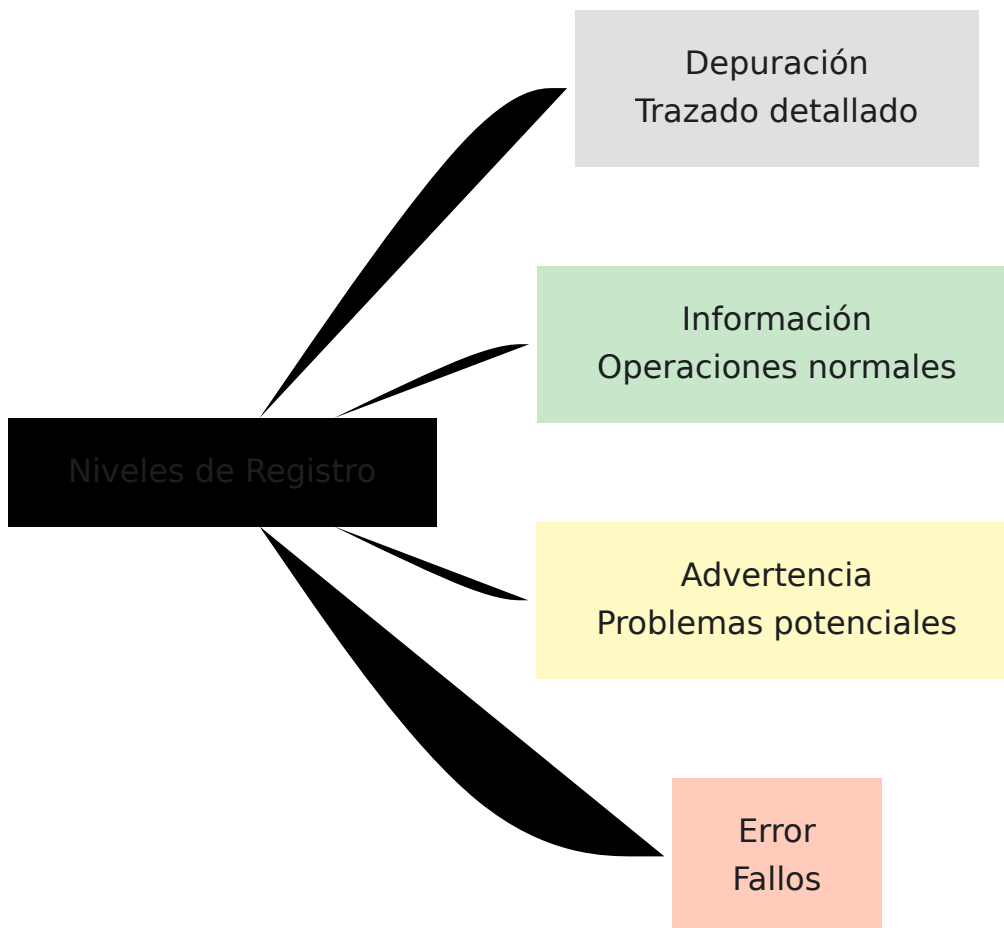 Depuración
Trazado detallado
Información
Operaciones normales
Niveles de Registro
Advertencia
Problemas potenciales
Error
Fallos